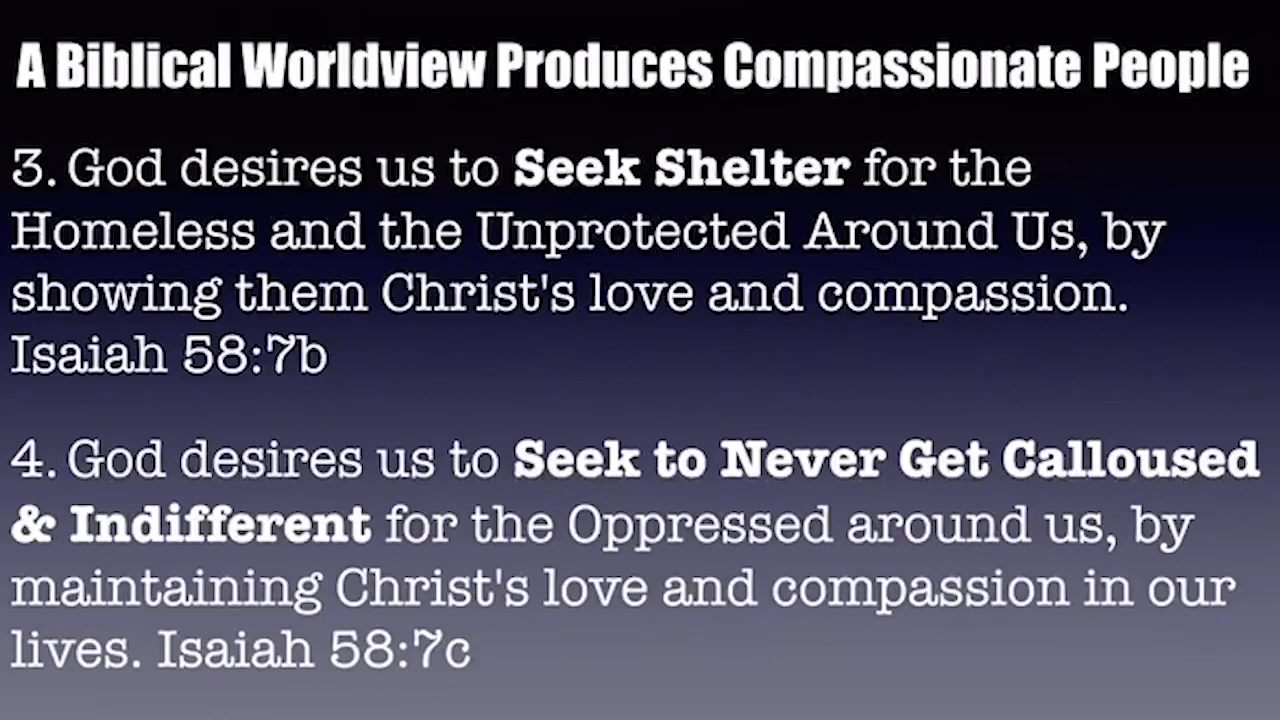 A Biblical Worldview Produces Compassionate People
3. God desires us to Seek Shelter for the
Homeless and the Unprotected Around Us, by
showing them Christ's love and compassion.
Isaiah 58:7b
4. God desires us to Seek to Never Get Calloused
& Indifferent for the Oppressed around us, by
maintaining Christ's love and compassion in our
lives. Isaiah 58:7c